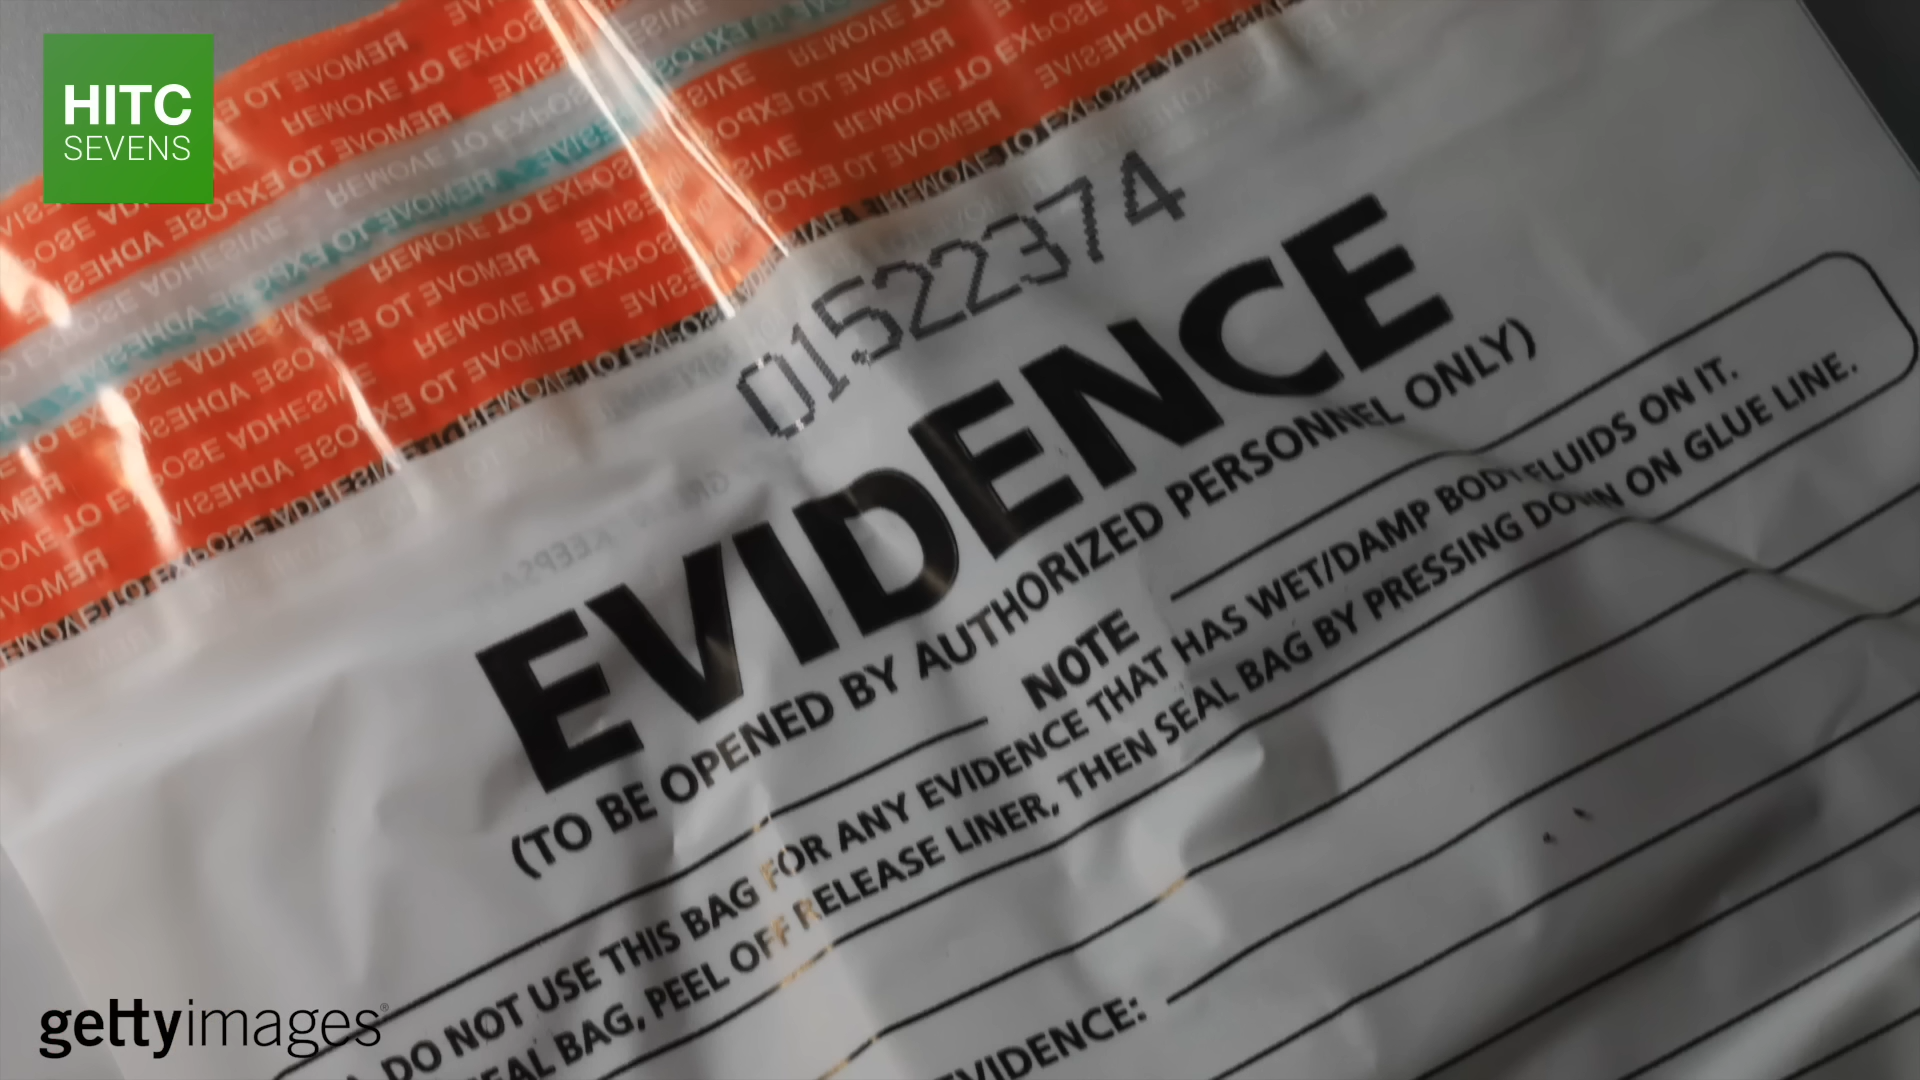 HITC
SEVENS
REMOVE TO EXPOSE ADHESIVE
01522374
EVIDENCE
(TO BE OPENED BY AUTHORIZED PERSONNEL ONLY)
NOTE
DO NOT USE THIS BAG FOR ANY EVIDENCE THAT HAS WET/DAMP BODY FLUIDS ON IT.
SEAL BAG, PEEL OFF RELEASE LINER, THEN SEAL BAG BY PRESSING DOWN ON GLUE LINE.
EVIDENCE:
gettyimages